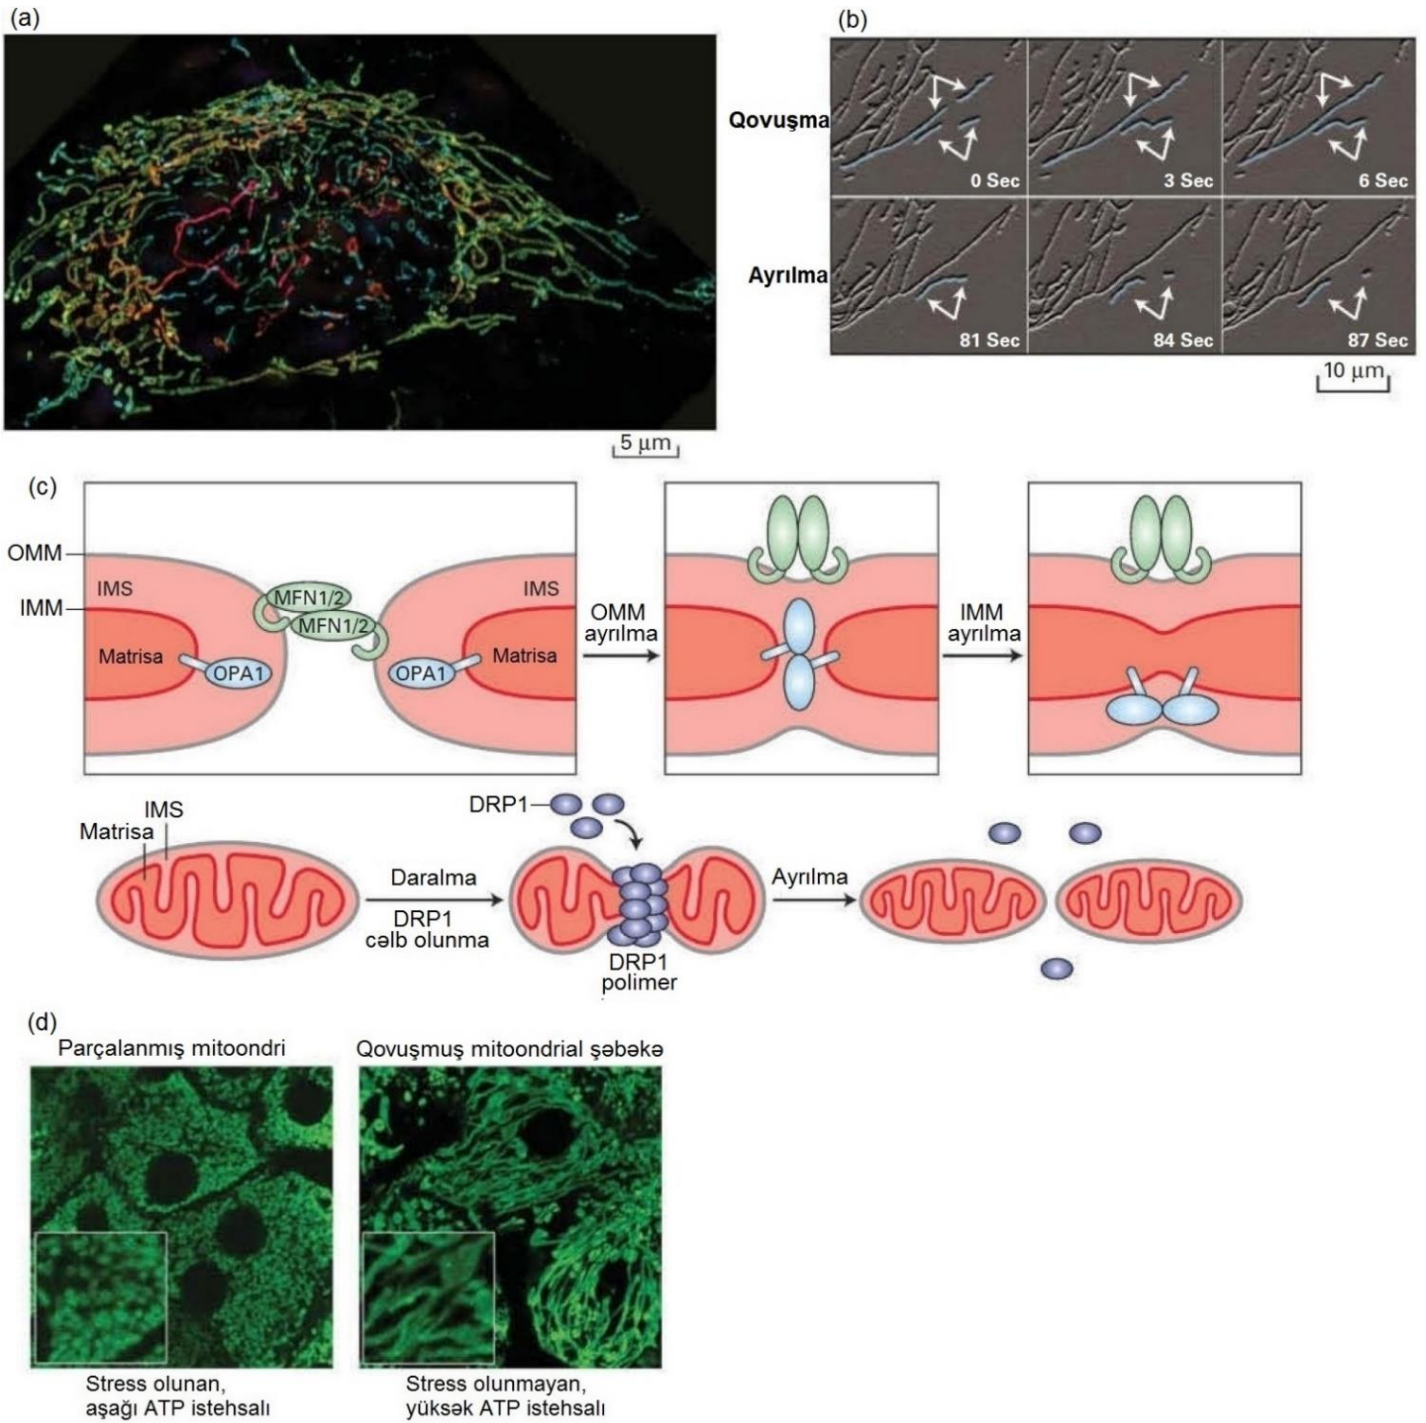 (a)
(b)
Qovuşma
0 Sec
3 Sec
6 Sec
Ayrılma
81 Sec
84 Sec
87 Sec
5 µm
10 µm
(c)
OMM
IMS
IMM
Matrisa
OPA1
MFN1/2
MFN1/2
OPA1
IMS
Matrisa
OMM
ayrılma
IMM
ayrılma
IMS
Matrisa
Daralma
DRP1
cəlb olunma
DRP1
DRP1
polimer
Ayrılma
(d)
Parçalanmış mitoondri
Qovuşmuş mitoondrial şəbəkə
Stress olunan,
aşağı ATP istehsalı
Stress olunmayan,
yüksək ATP istehsalı